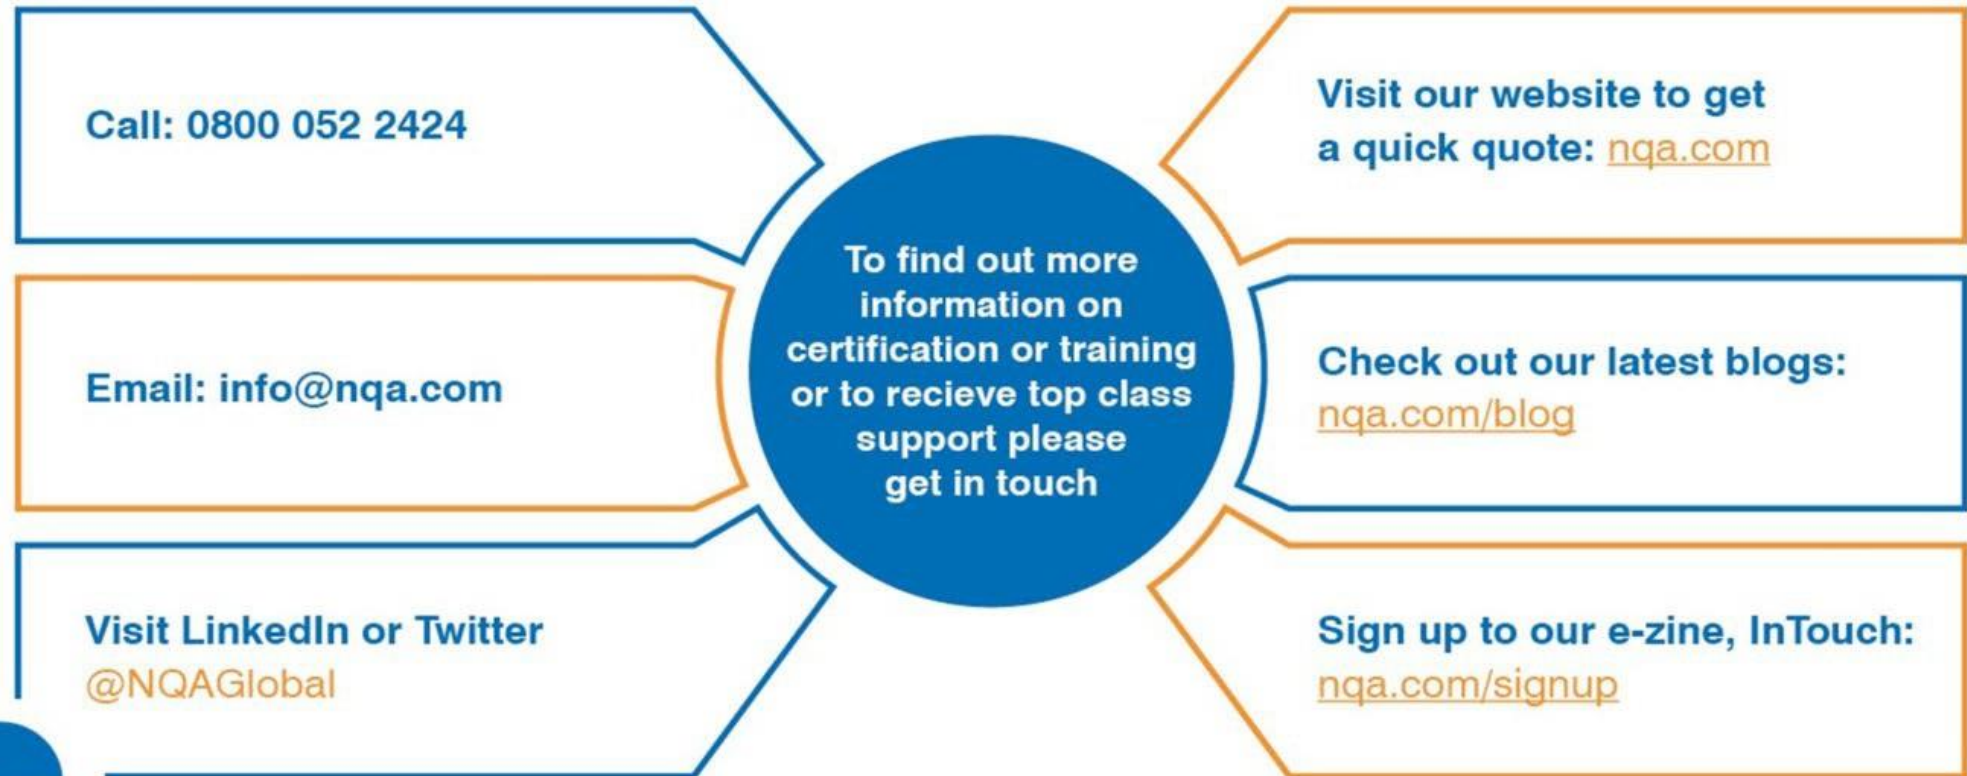 Call: 0800 052 2424
Email: info@nqa.com
Visit LinkedIn or Twitter
@NQAGlobal
To find out more
information on
certification or training
or to recieve top class
support please
get in touch
Visit our website to get
a quick quote: nqa.com
Check out our latest blogs:
nqa.com/blog
Sign up to our e-zine, InTouch:
nqa.com/signup